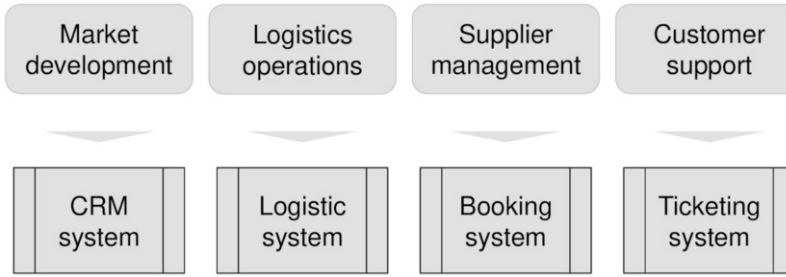 Market
development
Logistics
operations
Supplier
management
Customer
support
CRM
system
Logistic
system
Booking
system
Ticketing
system